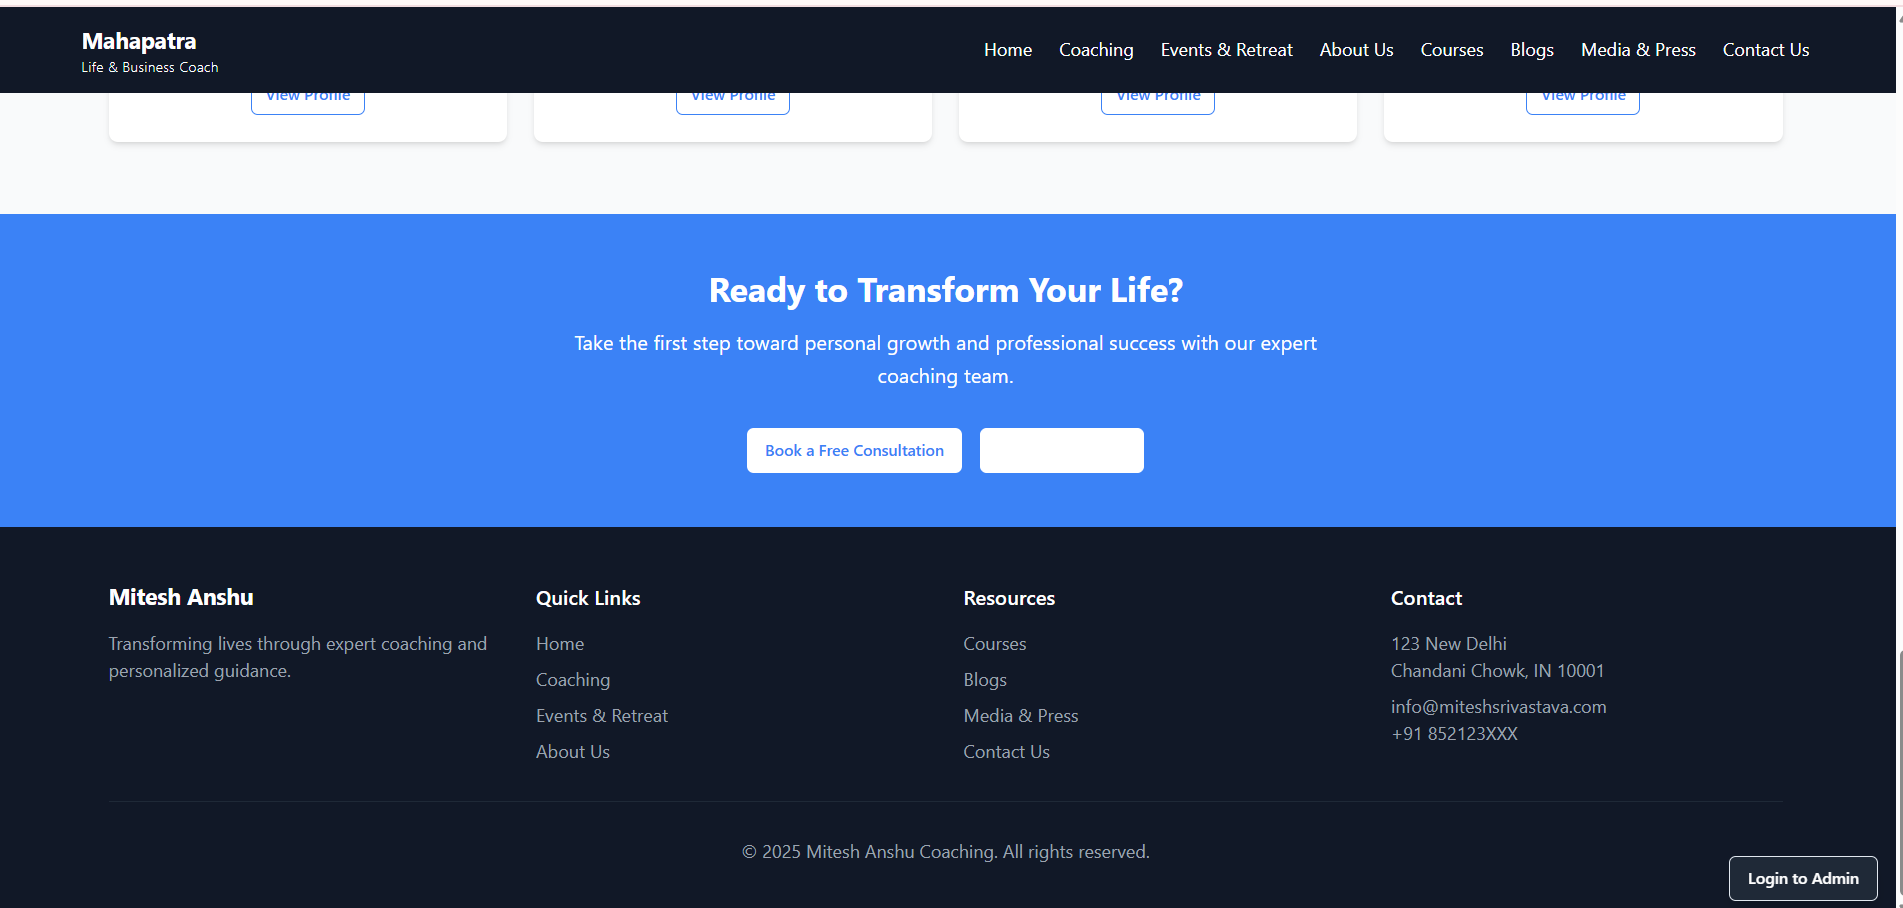 Mahapatra
Life & Business Coach
Home Coaching Events & Retreat About Us Courses Blogs Media & Press Contact Us
View Profile View Profile View Profile View Profile
Ready to Transform Your Life?
Take the first step toward personal growth and professional success with our expert
coaching team.
Book a Free Consultation
Mitesh Anshu
Transforming lives through expert coaching and
personalized guidance.
Quick Links
Home
Coaching
Events & Retreat
About Us
Resources
Courses
Blogs
Media & Press
Contact Us
Contact
123 New Delhi
Chandani Chowk, IN 10001
info@miteshsrivastava.com
+91 852123XXX
© 2025 Mitesh Anshu Coaching. All rights reserved.
Login to Admin